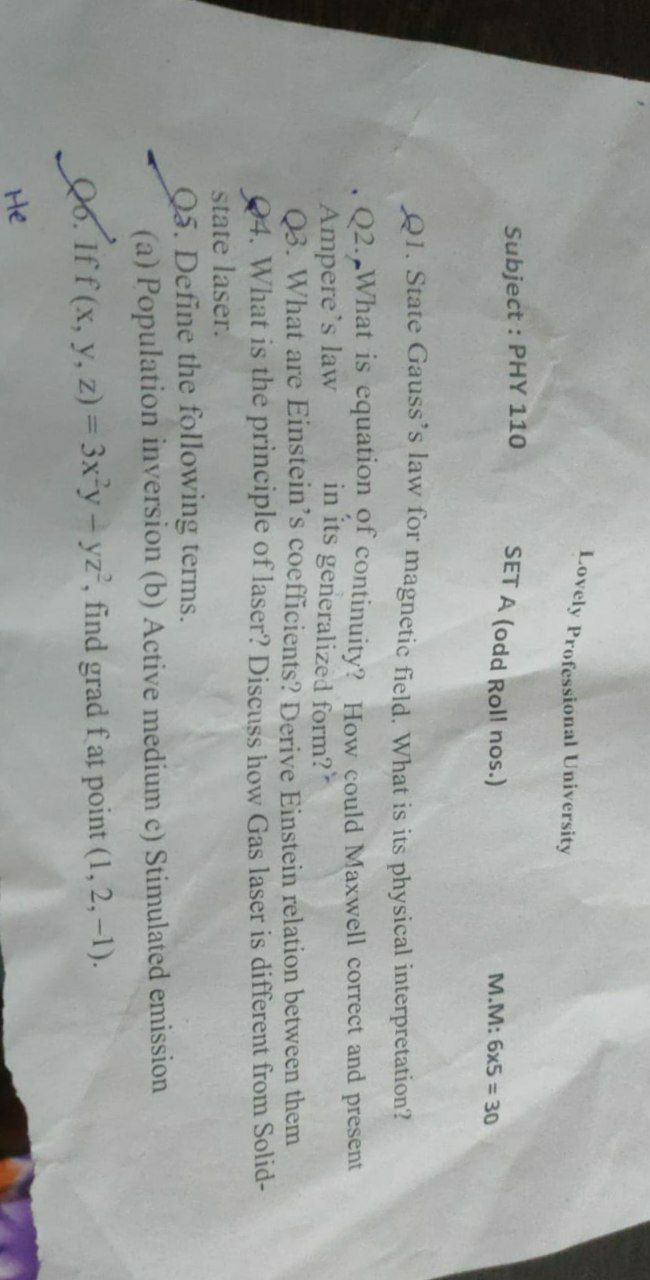 Lovely Professional University
Subject : PHY 110 SET A (odd Roll nos.) M.M: 6x5 = 30
Q1. State Gauss's law for magnetic field. What is its physical interpretation?
Q2. What is equation of continuity? How could Maxwell correct and present
Ampere's law in its generalized form?
Q3. What are Einstein's coefficients? Derive Einstein relation between them
Q4. What is the principle of laser? Discuss how Gas laser is different from Solid-
state laser.
Q5. Define the following terms.
(a) Population inversion (b) Active medium c) Stimulated emission
Q6. If f (x, y, z) = 3x²y – yz², find grad f at point (1, 2, –1).
He